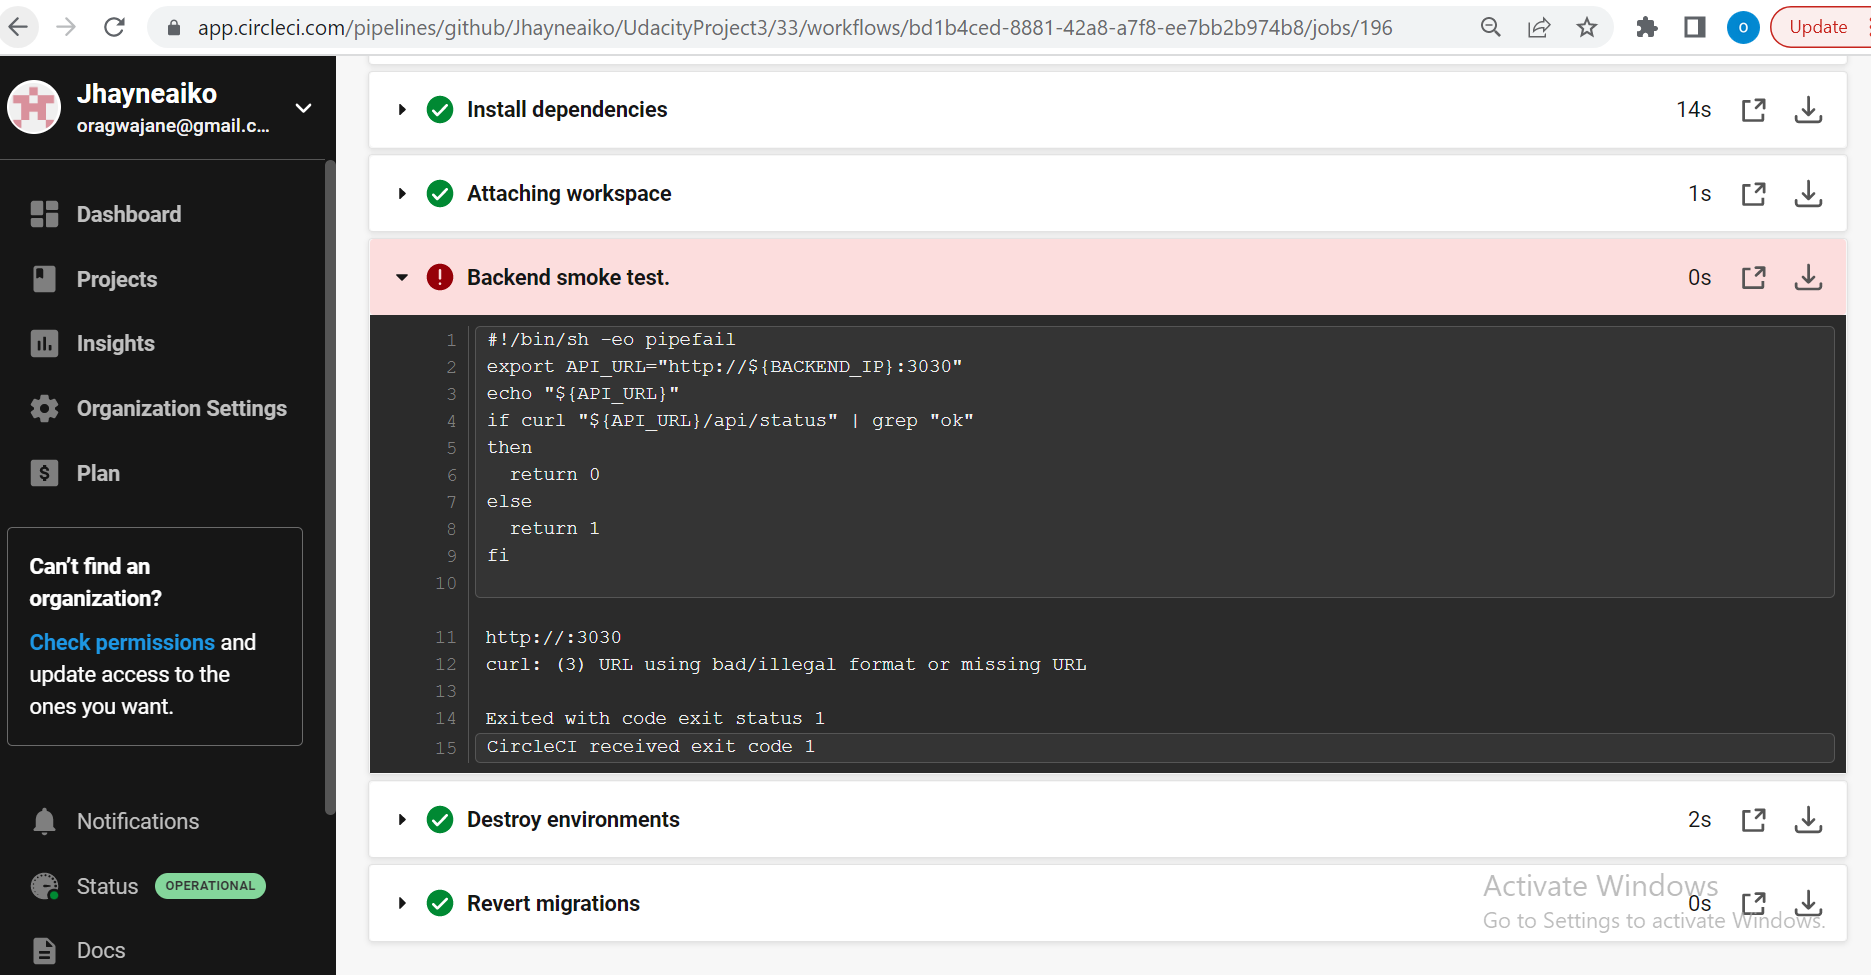 app.circleci.com/pipelines/github/Jhayneaiko/UdacityProject3/33/workflows/bd1b4ced-8881-42a8-a7f8-ee7bb2b974b8/jobs/196
O
Update
Jhayneaiko
oragwajane@gmail.c...
Dashboard
Projects
Insights
Organization Settings
Plan
Can't find an
organization?
Check permissions and
update access to the
ones you want.
Notifications
Status OPERATIONAL
Docs
Install dependencies 14s
Attaching workspace 1s
Backend smoke test. 0s
1 #!/bin/sh -eo pipefail
2 export API_URL="http://${BACKEND_IP}:3030"
3 echo "${API_URL}"
4 if curl "${API_URL}/api/status" | grep "ok"
5 then
6   return 0
7 else
8   return 1
9 fi
10
11 http://:3030
12 curl: (3) URL using bad/illegal format or missing URL
13
14 Exited with code exit status 1
15 CircleCI received exit code 1
Destroy environments 2s
Revert migrations 0s
Activate Windows
Go to Settings to activate Windows.